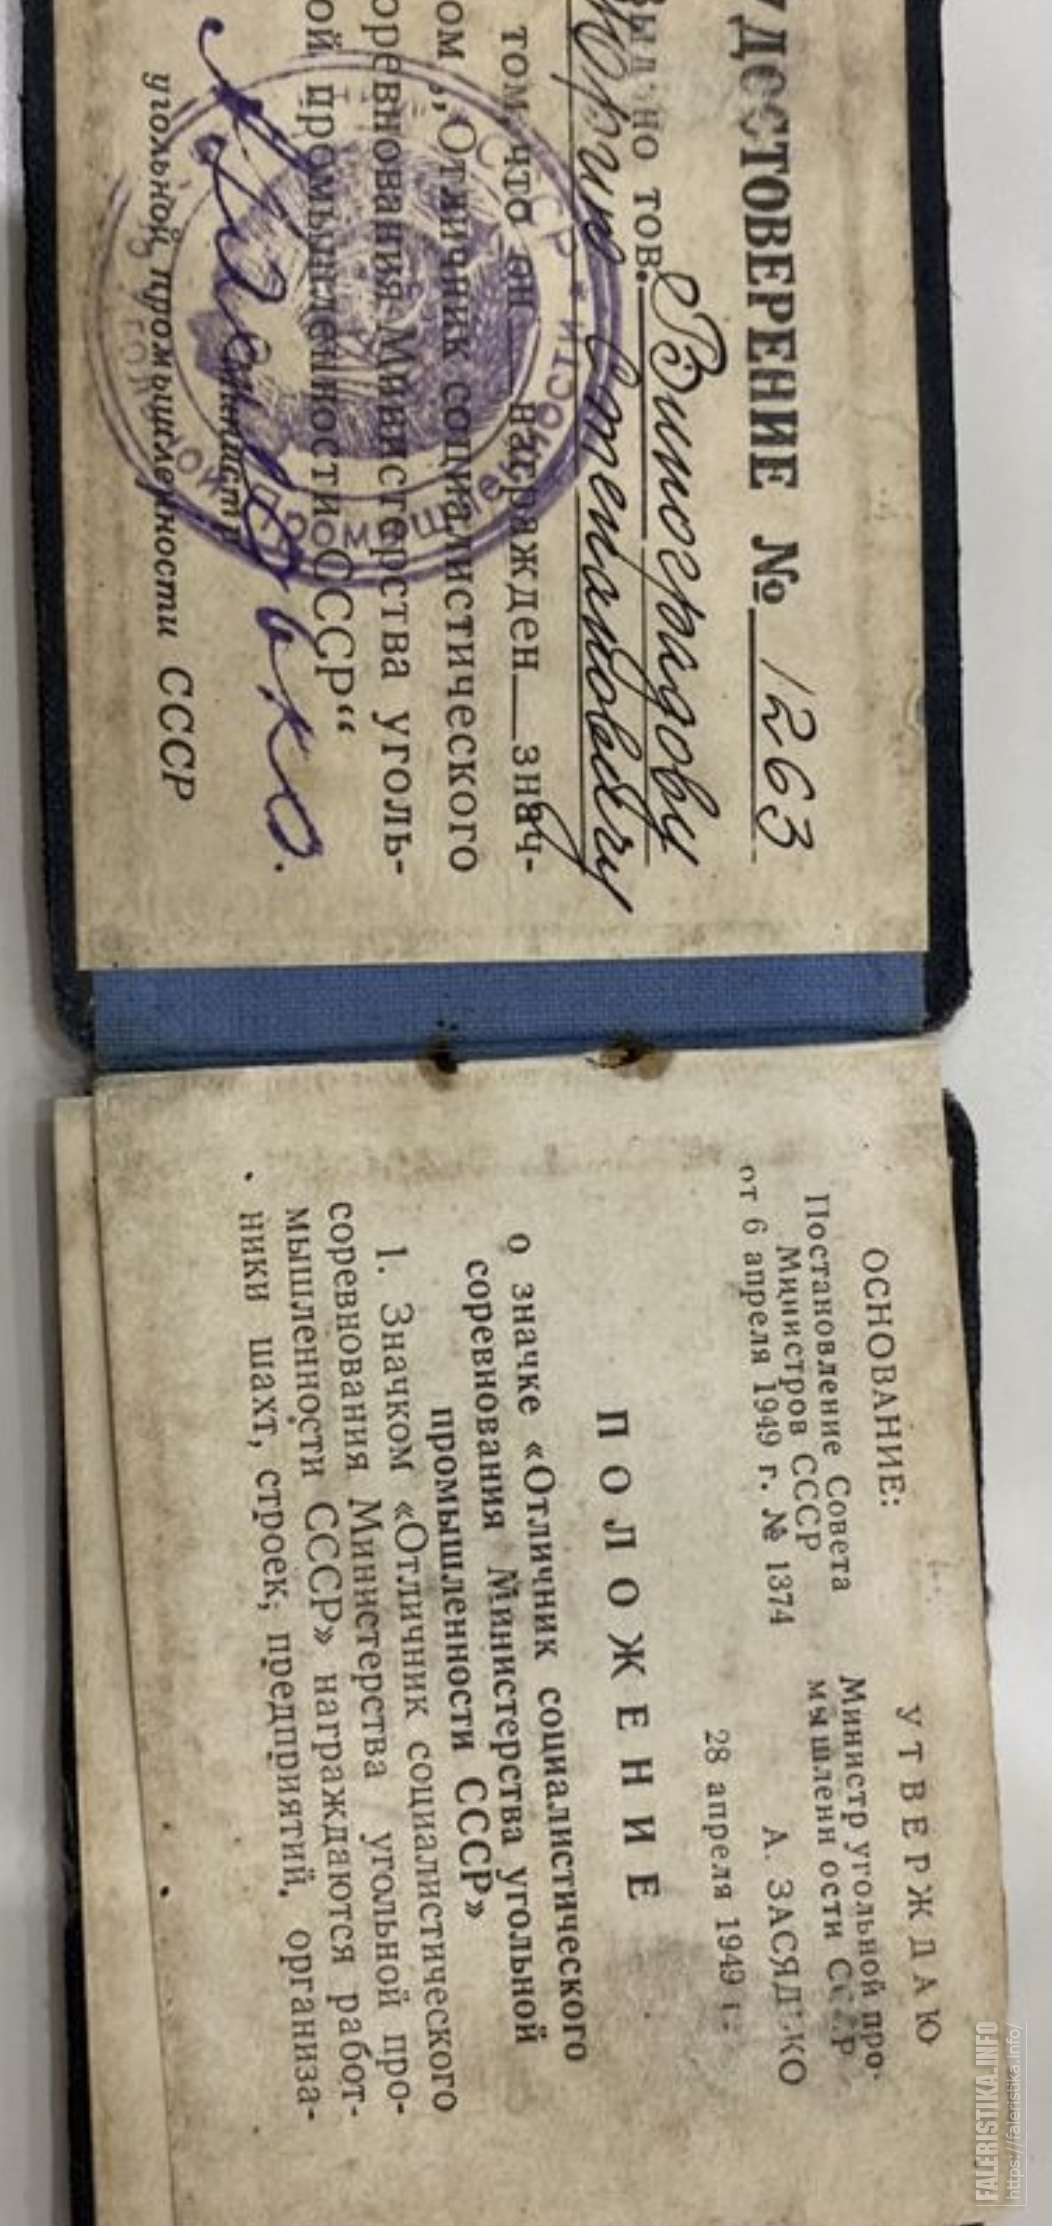 УДОСТОВЕРЕНИЕ № 1263
Выдано тов. Виноградову
Степановичу
том, что он награжден знач-
ком „Отличник социалистического
соревнования Министерства уголь-
ной промышленности СССР“
Министр
угольной промышленности СССР
ОСНОВАНИЕ:
Постановление Совета
Министров СССР
от 6 апреля 1949 г. № 1374
УТВЕРЖДАЮ
Министр угольной про-
мышленности СССР
А. ЗАСЯДЬКО
28 апреля 1949 г.
ПОЛОЖЕНИЕ
о значке «Отличник социалистического
соревнования Министерства угольной
промышленности СССР»
1. Значком «Отличник социалистического
соревнования Министерства угольной про-
мышленности СССР» награждаются работ-
ники шахт, строек, предприятий, организа-
FALERISTIKA.INFO
https://faleristika.info/